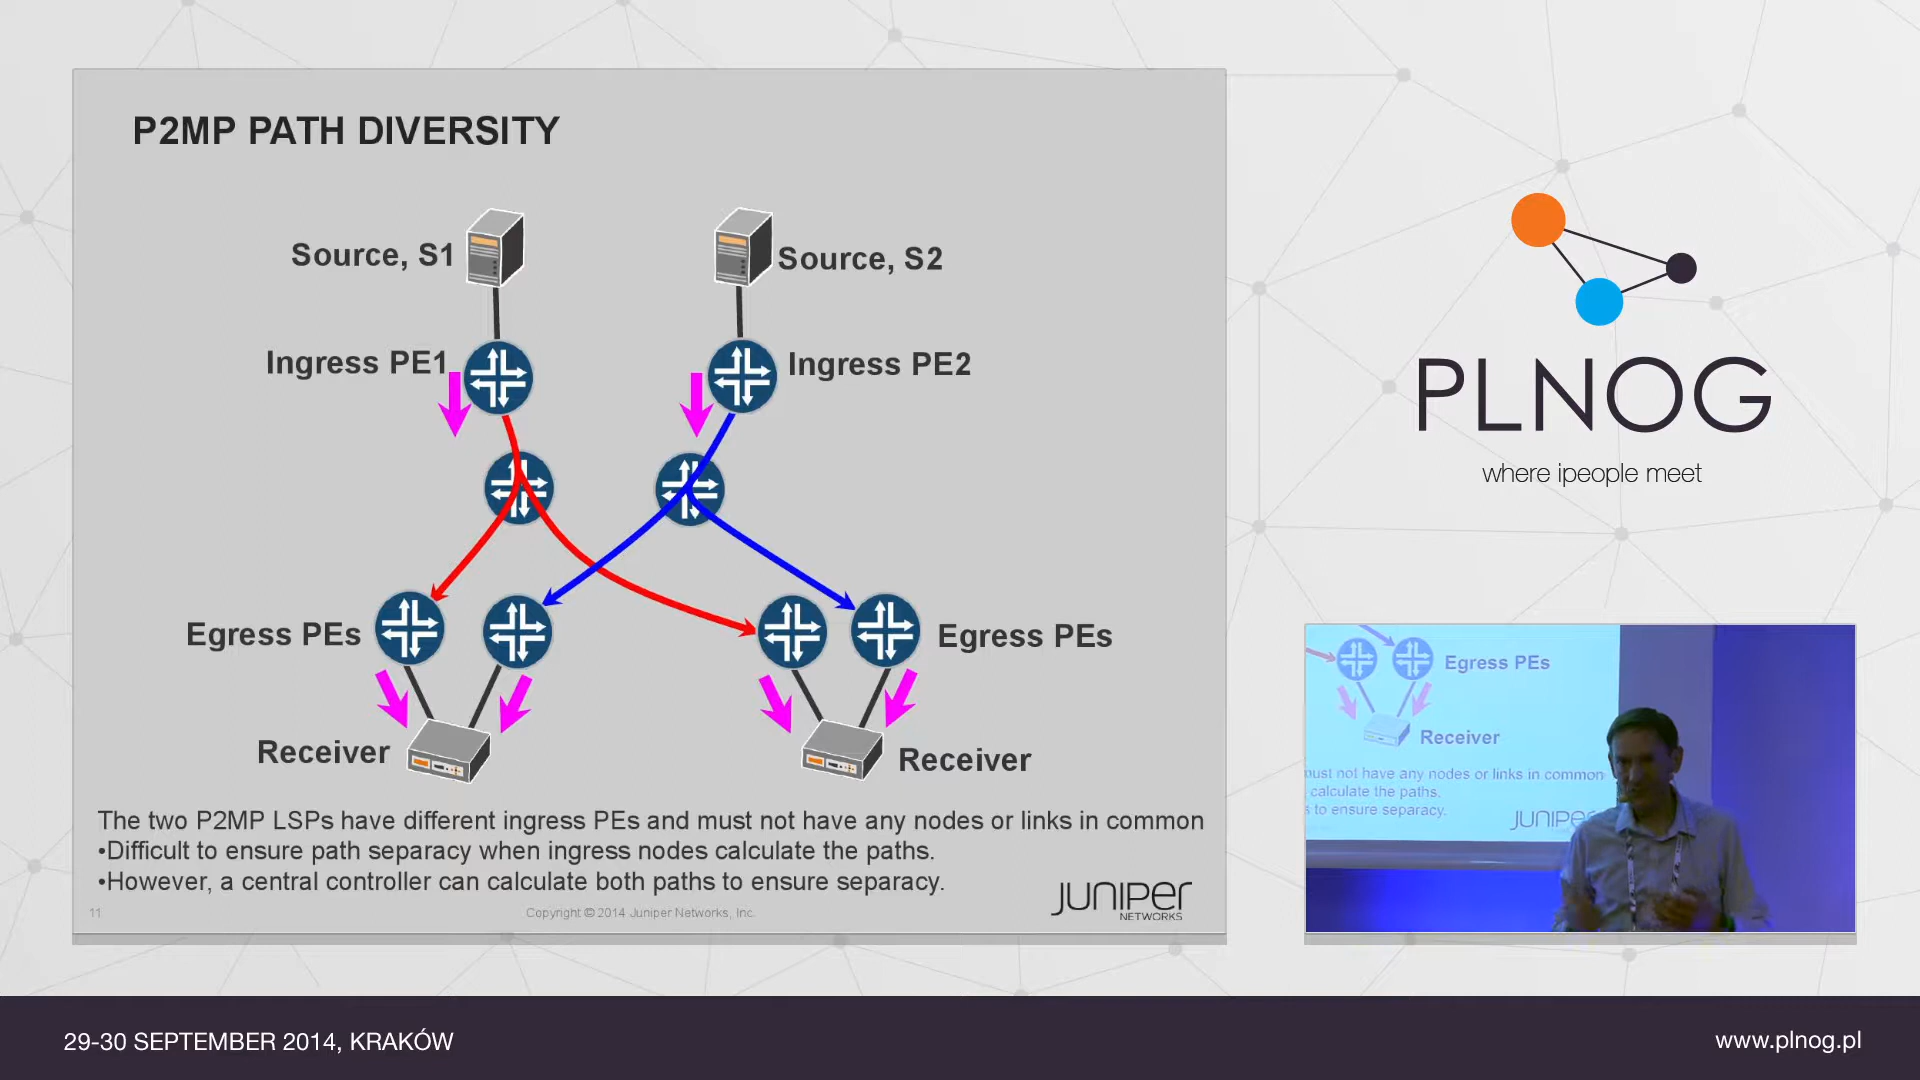 P2MP PATH DIVERSITY
Source, S1
Source, S2
Ingress PE1
Ingress PE2
Egress PEs
Egress PEs
Receiver
Receiver
The two P2MP LSPs have different ingress PEs and must not have any nodes or links in common
•Difficult to ensure path separacy when ingress nodes calculate the paths.
•However, a central controller can calculate both paths to ensure separacy.
11
Copyright © 2014 Juniper Networks, Inc.
JUNIPER
NETWORKS
PLNOG
where ipeople meet
Egress PEs
Receiver
must not have any nodes or links in common
calculate the paths.
to ensure separacy.
JUNIPE
29-30 SEPTEMBER 2014, KRAKÓW
www.plnog.pl